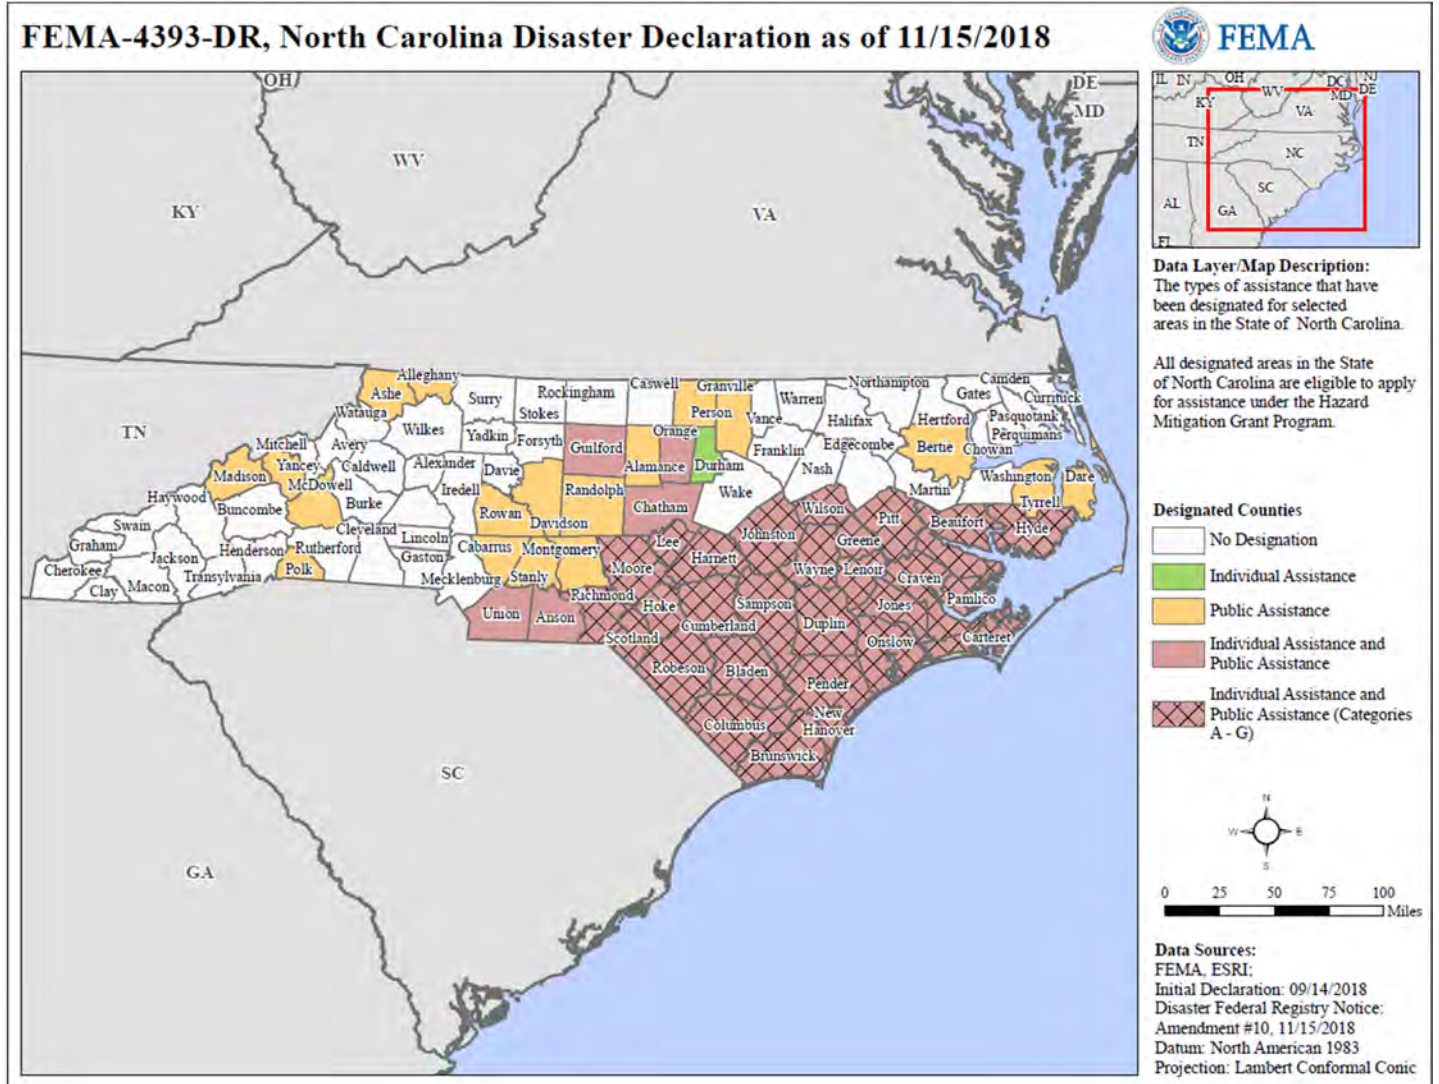 FEMA-4393-DR, North Carolina Disaster Declaration as of 11/15/2018
FEMA
OH
DE
MD
WV
KY
VA
TN
SC
GA
IL IN OH DC NJ
DE
KY WV MD
VA
TN
NC
SC
AL GA
FL
Alleghany
Ashe
Surry
Stokes
Rockingham
Caswell
Person
Granville
Vance
Warren
Northampton
Gates
Camden
Currituck
Pasquotank
Perquimans
Chowan
Hertford
Halifax
Bertie
Watauga
Wilkes
Yadkin
Forsyth
Guilford
Alamance
Orange
Durham
Franklin
Nash
Edgecombe
Martin
Washington
Tyrrell
Dare
Mitchell
Avery
Yancey
Madison
McDowell
Caldwell
Alexander
Davie
Iredell
Burke
Rowan
Davidson
Randolph
Chatham
Wake
Wilson
Pitt
Beaufort
Hyde
Haywood
Buncombe
Swain
Graham
Cherokee
Clay
Macon
Jackson
Transylvania
Henderson
Polk
Rutherford
Cleveland
Lincoln
Gaston
Mecklenburg
Cabarrus
Stanly
Montgomery
Moore
Lee
Harnett
Johnston
Greene
Wayne
Lenoir
Craven
Pamlico
Jones
Carteret
Onslow
Duplin
Sampson
Cumberland
Hoke
Richmond
Scotland
Union
Anson
Robeson
Bladen
Pender
New
Hanover
Columbus
Brunswick
Data Layer/Map Description:
The types of assistance that have
been designated for selected
areas in the State of North Carolina.
All designated areas in the State
of North Carolina are eligible to apply
for assistance under the Hazard
Mitigation Grant Program.
Designated Counties
No Designation
Individual Assistance
Public Assistance
Individual Assistance and
Public Assistance
Individual Assistance and
Public Assistance (Categories
A - G)
N
W E
S
0 25 50 75 100
Miles
Data Sources:
FEMA, ESRI;
Initial Declaration: 09/14/2018
Disaster Federal Registry Notice:
Amendment #10, 11/15/2018
Datum: North American 1983
Projection: Lambert Conformal Conic